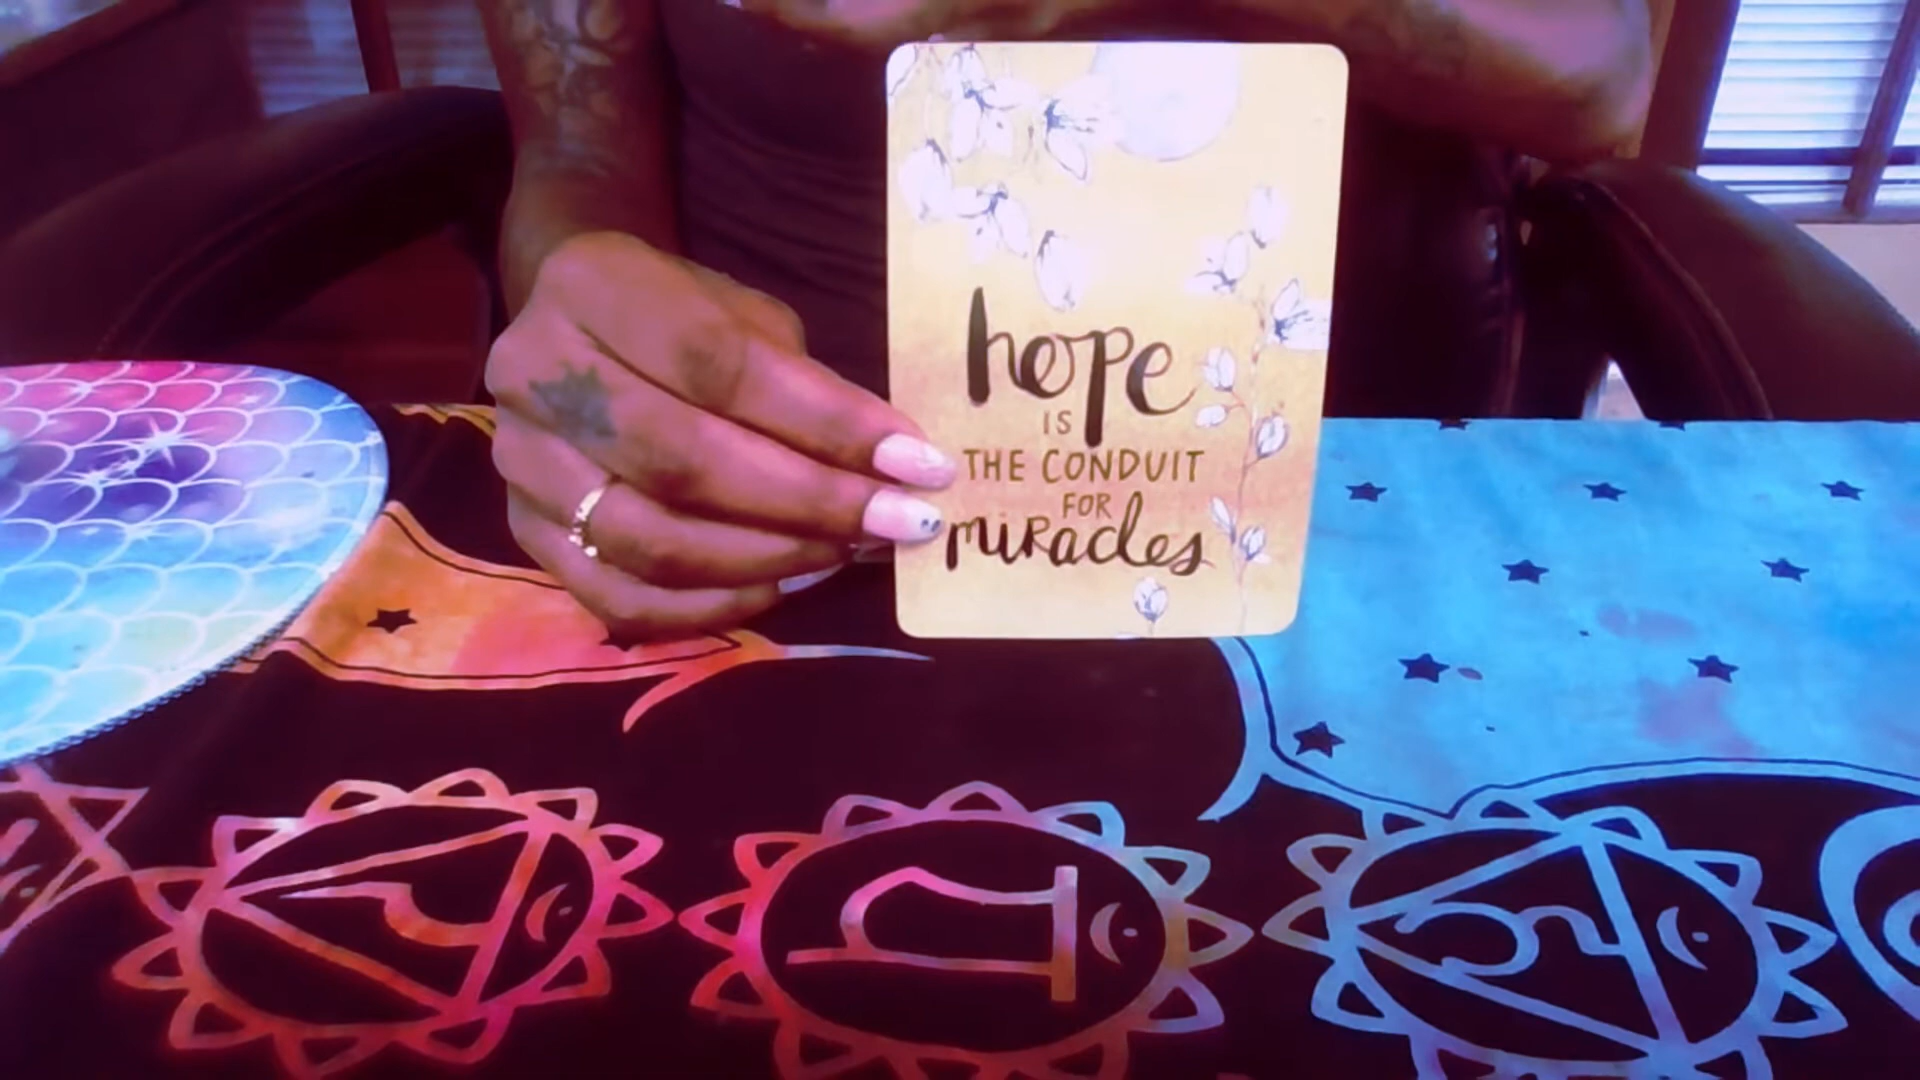 hope
IS
THE CONDUIT
FOR
miRacles